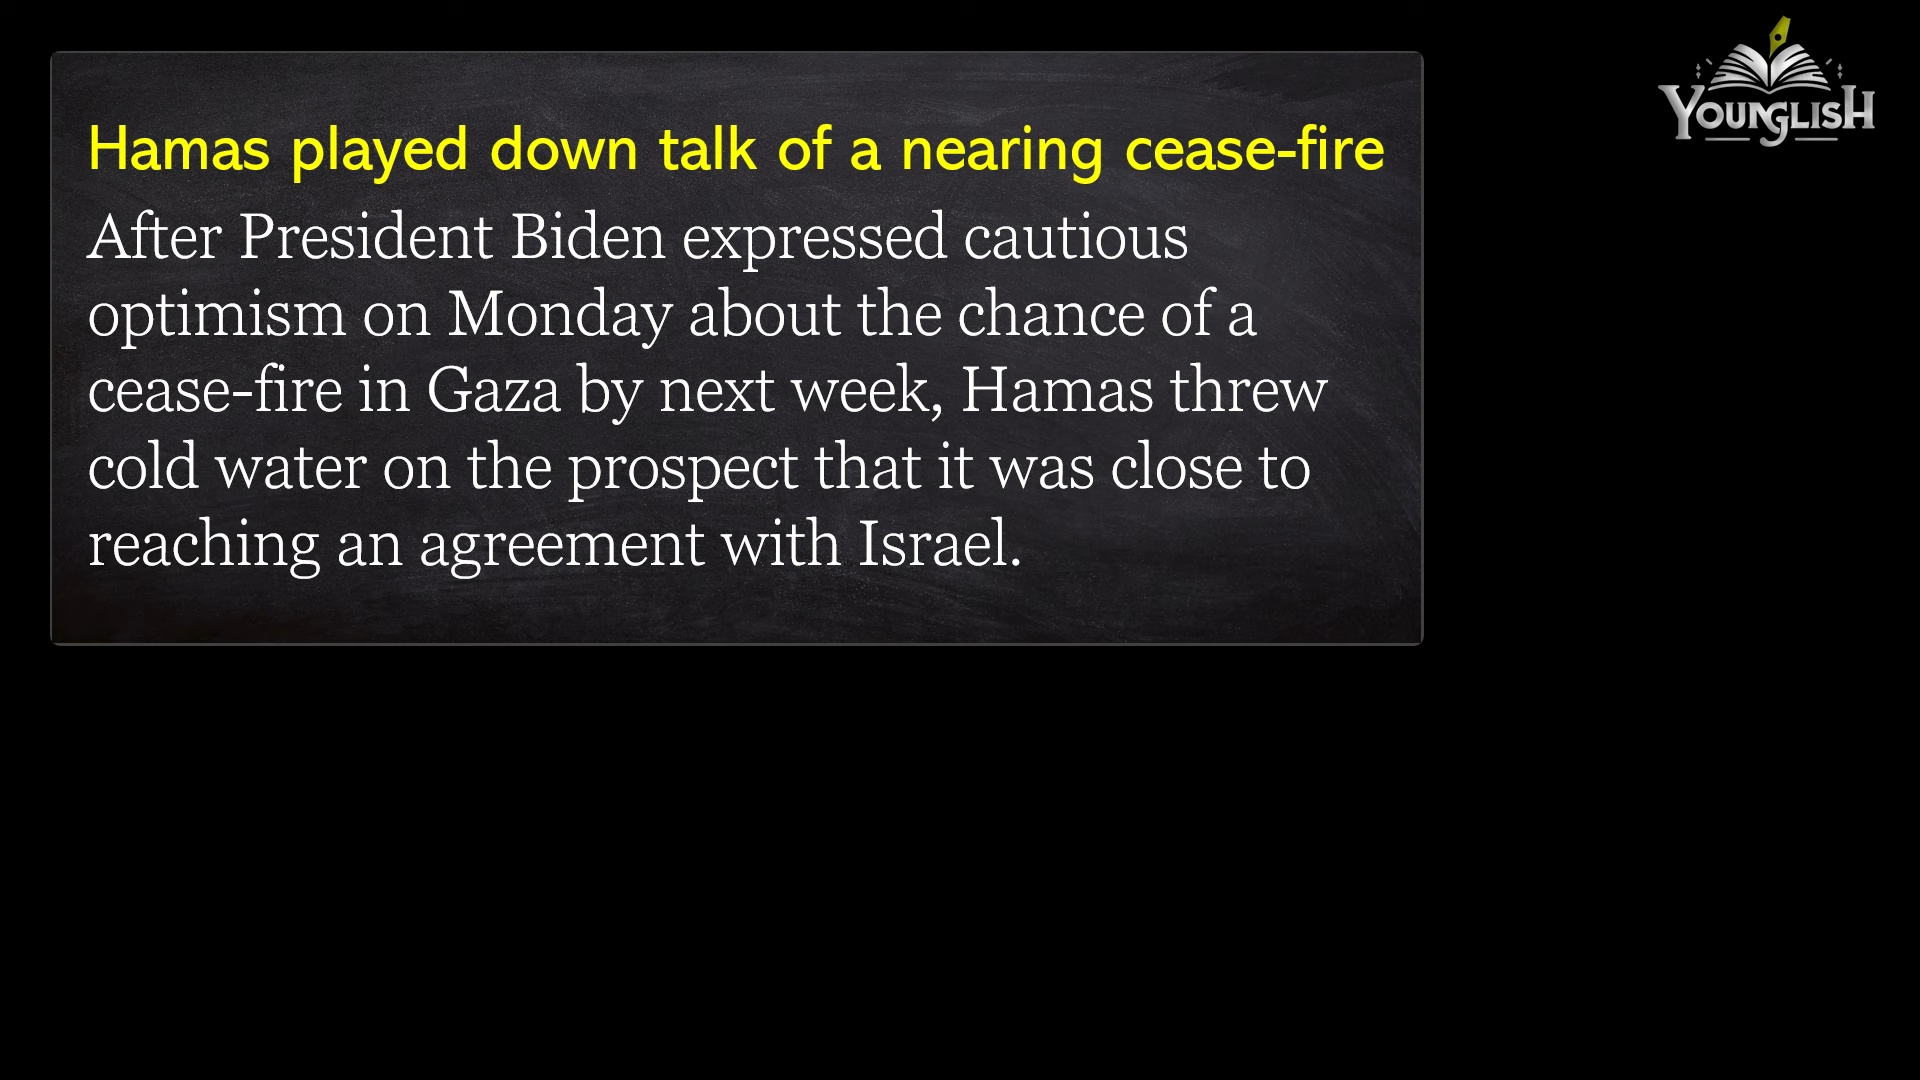 YOUNGLISH
Hamas played down talk of a nearing cease-fire
After President Biden expressed cautious
optimism on Monday about the chance of a
cease-fire in Gaza by next week, Hamas threw
cold water on the prospect that it was close to
reaching an agreement with Israel.